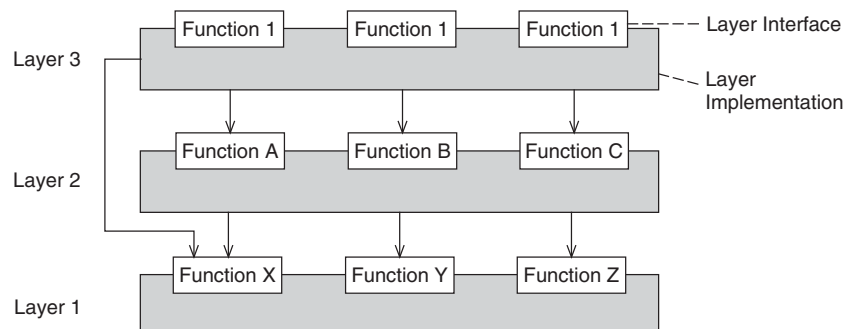 Function 1 Function 1 Function 1 Layer Interface
Layer 3
Layer
Implementation
Function A Function B Function C
Layer 2
Function X Function Y Function Z
Layer 1